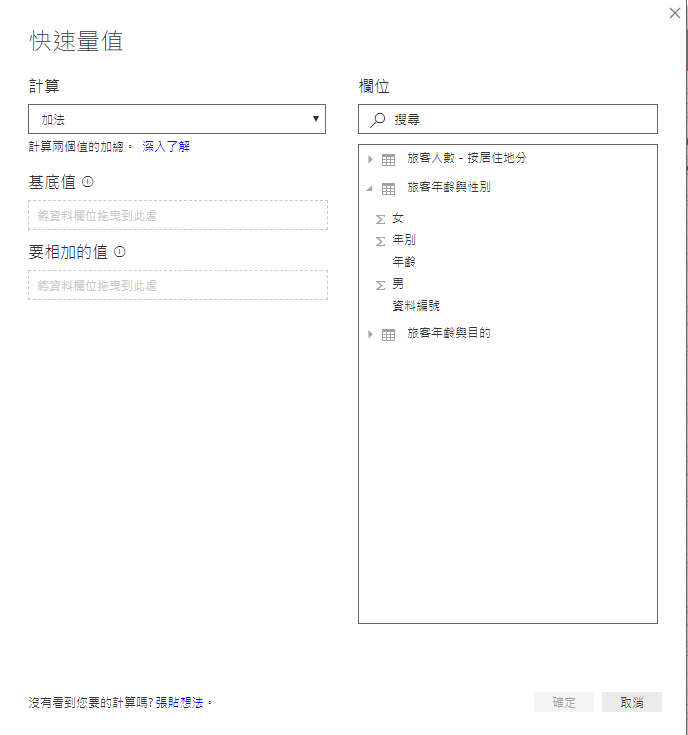 快速量值
計算
加法
計算兩個值的加總。 深入了解
基底值
將資料欄位拖曳到此處
要相加的值
將資料欄位拖曳到此處
欄位
搜尋
旅客人數 - 按居住地分
旅客年齡與性別
女
年別
年齡
男
資料編號
旅客年齡與目的
沒有看到您要的計算嗎? 張貼想法。
確定
取消